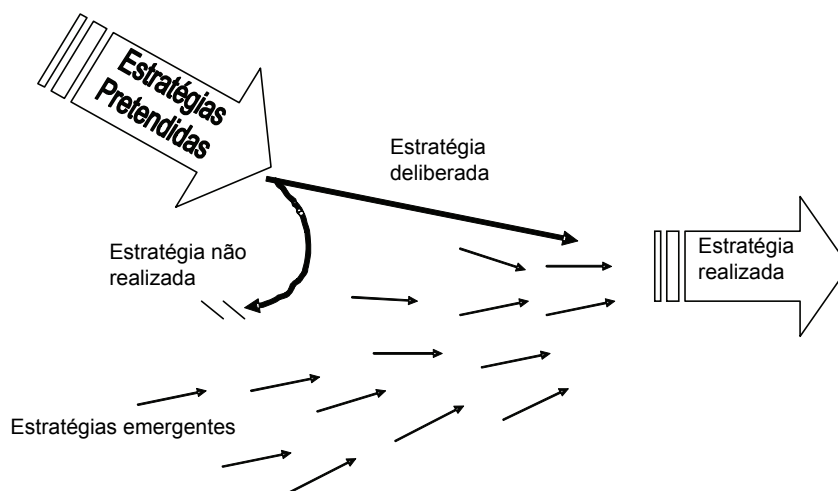 Estratégias
Pretendidas
Estratégia
deliberada
Estratégia não
realizada
Estratégia
realizada
Estratégias emergentes